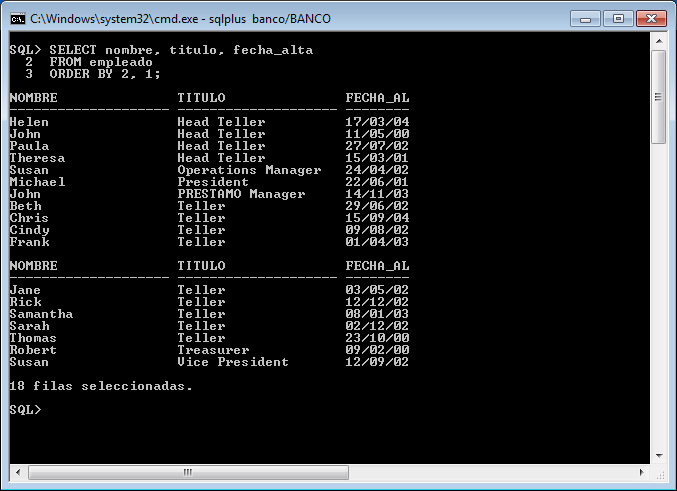 C:\Windows\system32\cmd.exe - sqlplus  banco/BANCO
SQL> SELECT nombre, titulo, fecha_alta
  2  FROM empleado
  3  ORDER BY 2, 1;
NOMBRE               TITULO               FECHA_AL
-------------------- -------------------- --------
Helen                Head Teller          17/03/04
John                 Head Teller          11/05/00
Paula                Head Teller          27/07/02
Theresa              Head Teller          15/03/01
Susan                Operations Manager   24/04/02
Michael              President            22/06/01
John                 PRESTAMO Manager     14/11/03
Beth                 Teller               29/06/02
Chris                Teller               15/09/04
Cindy                Teller               09/08/02
Frank                Teller               01/04/03
NOMBRE               TITULO               FECHA_AL
-------------------- -------------------- --------
Jane                 Teller               03/05/02
Rick                 Teller               12/12/02
Samantha             Teller               08/01/03
Sarah                Teller               02/12/02
Thomas               Teller               23/10/00
Robert               Treasurer            09/02/00
Susan                Vice President       12/09/02
18 filas seleccionadas.
SQL>